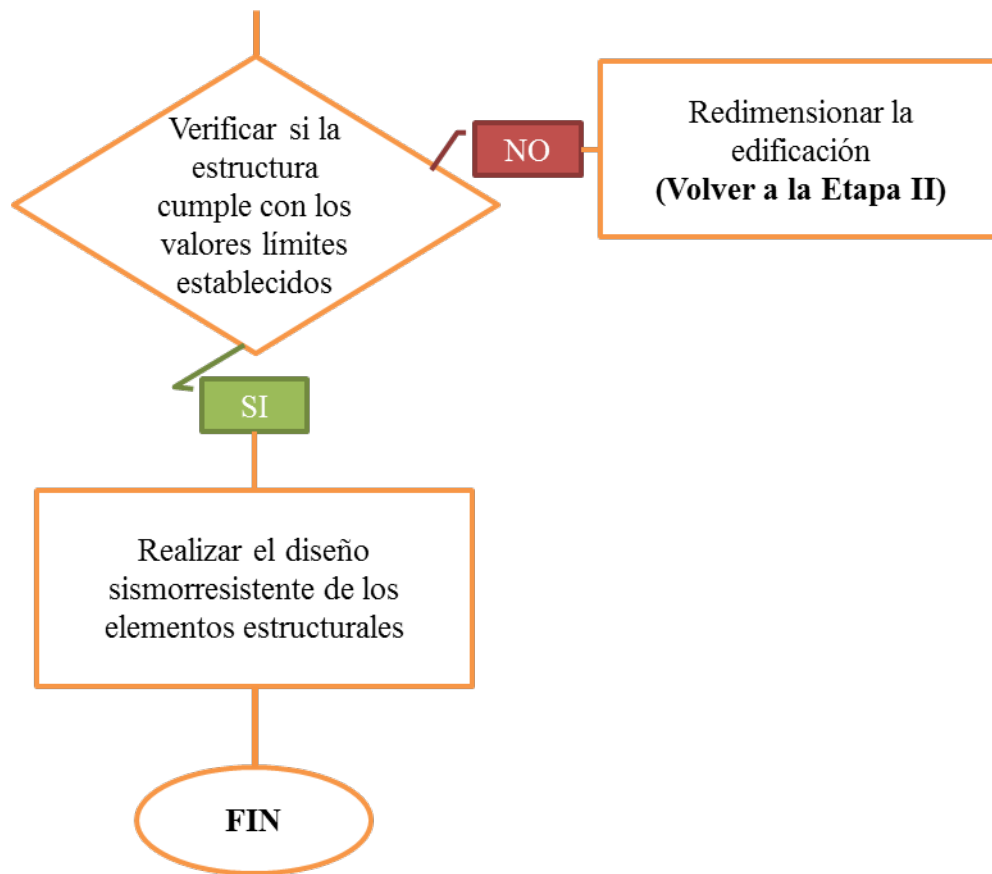 Verificar si la
estructura
cumple con los
valores límites
establecidos
NO
Redimensionar la
edificación
(Volver a la Etapa II)
SI
Realizar el diseño
sismorresistente de los
elementos estructurales
FIN